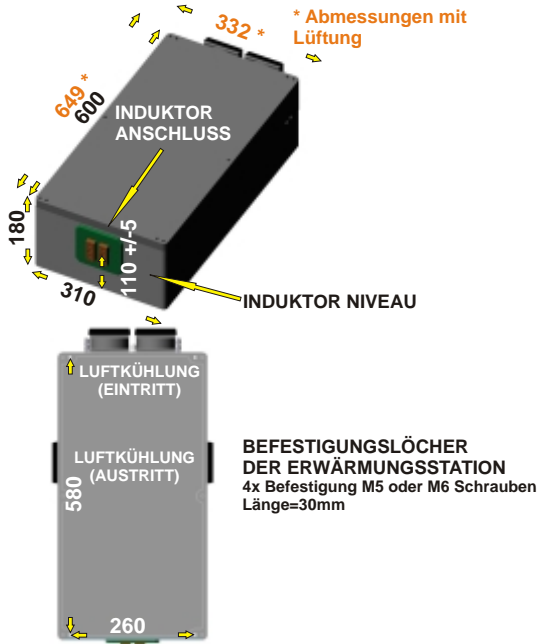 332 *
* Abmessungen mit
Lüftung
649 *
600
INDUKTOR
ANSCHLUSS
180
110 +/-5
310
INDUKTOR NIVEAU
LUFTKÜHLUNG
(EINTRITT)
LUFTKÜHLUNG
(AUSTRITT)
580
260
BEFESTIGUNGSLÖCHER
DER ERWÄRMUNGSSTATION
4x Befestigung M5 oder M6 Schrauben
Länge=30mm